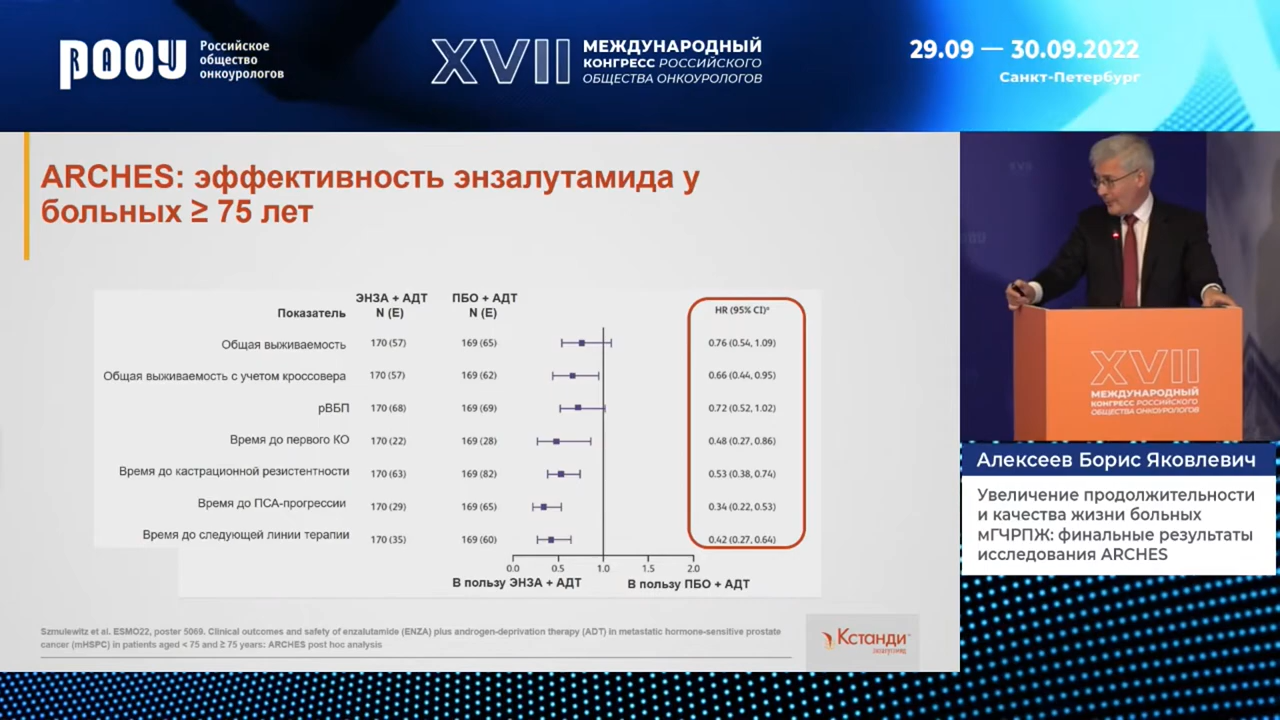 РООУ
RAOU
Российское
общество
онкоурологов
XVII
МЕЖДУНАРОДНЫЙ
КОНГРЕСС РОССИЙСКОГО
ОБЩЕСТВА ОНКОУРОЛОГОВ
29.09 — 30.09.2022
Санкт-Петербург
ARCHES: эффективность энзалутамида у
больных ≥ 75 лет
Показатель ЭНЗА + АДТ N (E) ПБО + АДТ N (E) HR (95% CI)ᵃ
Общая выживаемость 170 (57) 169 (65) 0.76 (0.54, 1.09)
Общая выживаемость с учетом кроссовера 170 (57) 169 (62) 0.66 (0.44, 0.95)
рВБП 170 (68) 169 (69) 0.72 (0.52, 1.02)
Время до первого КО 170 (22) 169 (28) 0.48 (0.27, 0.86)
Время до кастрационной резистентности 170 (63) 169 (82) 0.53 (0.38, 0.74)
Время до ПСА-прогрессии 170 (29) 169 (65) 0.34 (0.22, 0.53)
Время до следующей линии терапии 170 (35) 169 (60) 0.42 (0.27, 0.64)
0.0 0.5 1.0 1.5 2.0
В пользу ЭНЗА + АДТ В пользу ПБО + АДТ
Szmulewitz et al. ESMO22, poster 5069. Clinical outcomes and safety of enzalutamide (ENZA) plus androgen-deprivation therapy (ADT) in metastatic hormone-sensitive prostate
cancer (mHSPC) in patients aged < 75 and ≥ 75 years: ARCHES post hoc analysis
Кстанди™
энзалутамид
XVII
МЕЖДУНАРОДНЫЙ
КОНГРЕСС РОССИЙСКОГО
ОБЩЕСТВА ОНКОУРОЛОГОВ
Алексеев Борис Яковлевич
Увеличение продолжительности
и качества жизни больных
мГЧРПЖ: финальные результаты
исследования ARCHES